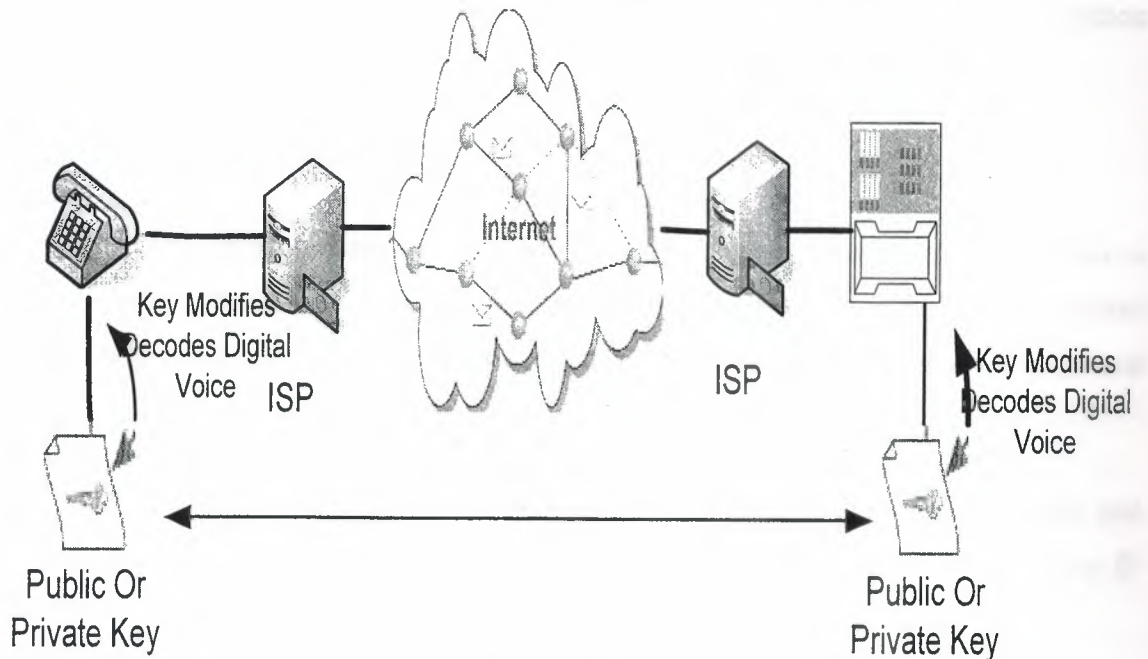 Internet
Key Modifies
Decodes Digital
Voice
ISP
ISP
Key Modifies
Decodes Digital
Voice
Public Or
Private Key
Public Or
Private Key